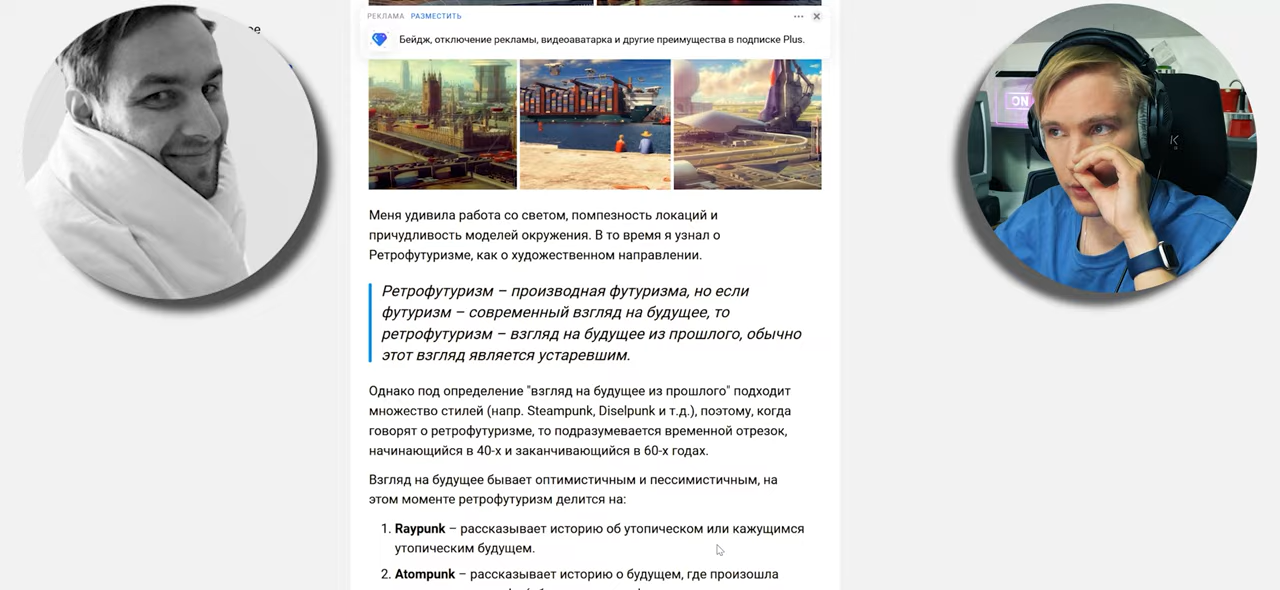 РЕКЛАМА РАЗМЕСТИТЬ
Бейдж, отключение рекламы, видеоаватарка и другие преимущества в подписке Plus.
Меня удивила работа со светом, помпезность локаций и
причудливость моделей окружения. В то время я узнал о
Ретрофутуризме, как о художественном направлении.
Ретрофутуризм – производная футуризма, но если
футуризм – современный взгляд на будущее, то
ретрофутуризм – взгляд на будущее из прошлого, обычно
этот взгляд является устаревшим.
Однако под определение "взгляд на будущее из прошлого" подходит
множество стилей (напр. Steampunk, Diselpunk и т.д.), поэтому, когда
говорят о ретрофутуризме, то подразумевается временной отрезок,
начинающийся в 40-х и заканчивающийся в 60-х годах.
Взгляд на будущее бывает оптимистичным и пессимистичным, на
этом моменте ретрофутуризм делится на:
1. Raypunk – рассказывает историю об утопическом или кажущимся
утопическим будущем.
2. Atompunk – рассказывает историю о будущем, где произошла